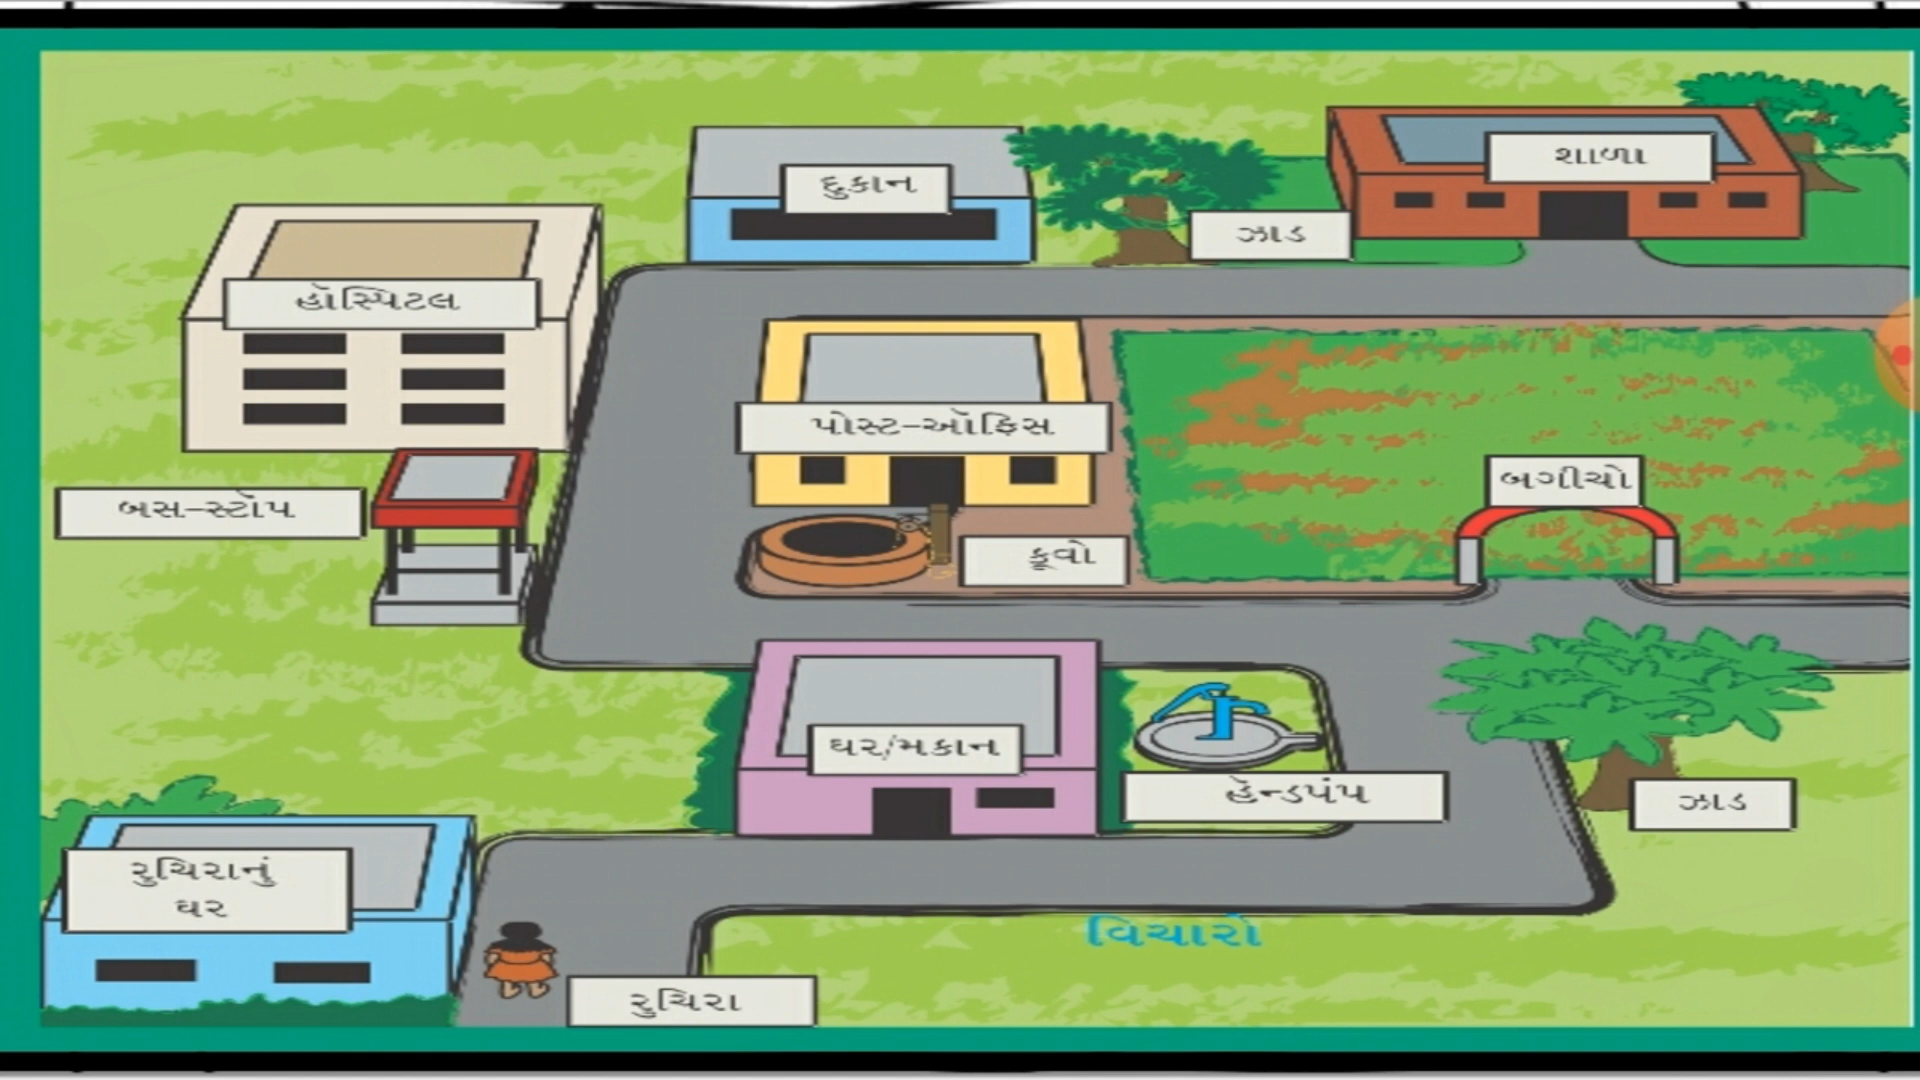 શાળા
દુકાન
ઝાડ
હૉસ્પિટલ
પોસ્ટ-ઑફિસ
બગીચો
બસ-સ્ટૉપ
કૂવો
ઘર/મકાન
હેન્ડપંપ
ઝાડ
રુચિરાનું
ઘર
વિચારો
રુચિરા